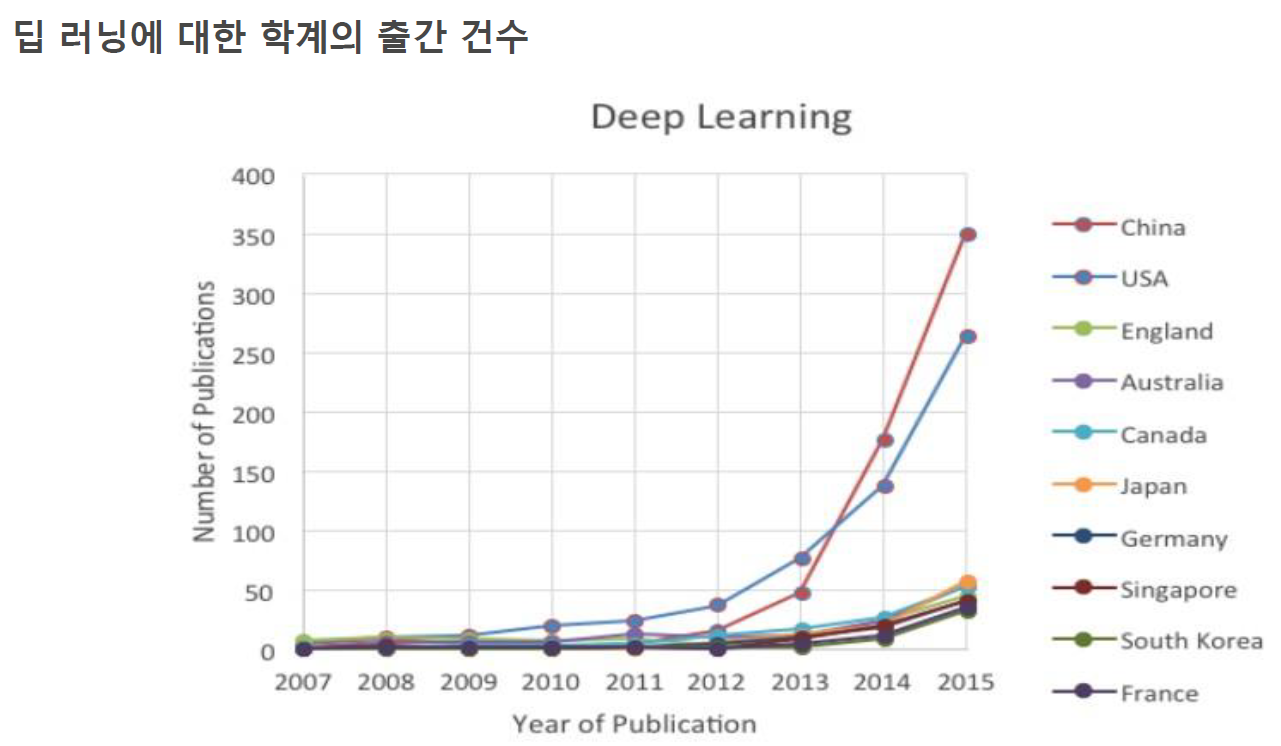 딥 러닝에 대한 학계의 출간 건수
Deep Learning
Number of Publications
400
350
300
250
200
150
100
50
0
2007 2008 2009 2010 2011 2012 2013 2014 2015
Year of Publication
China
USA
England
Australia
Canada
Japan
Germany
Singapore
South Korea
France